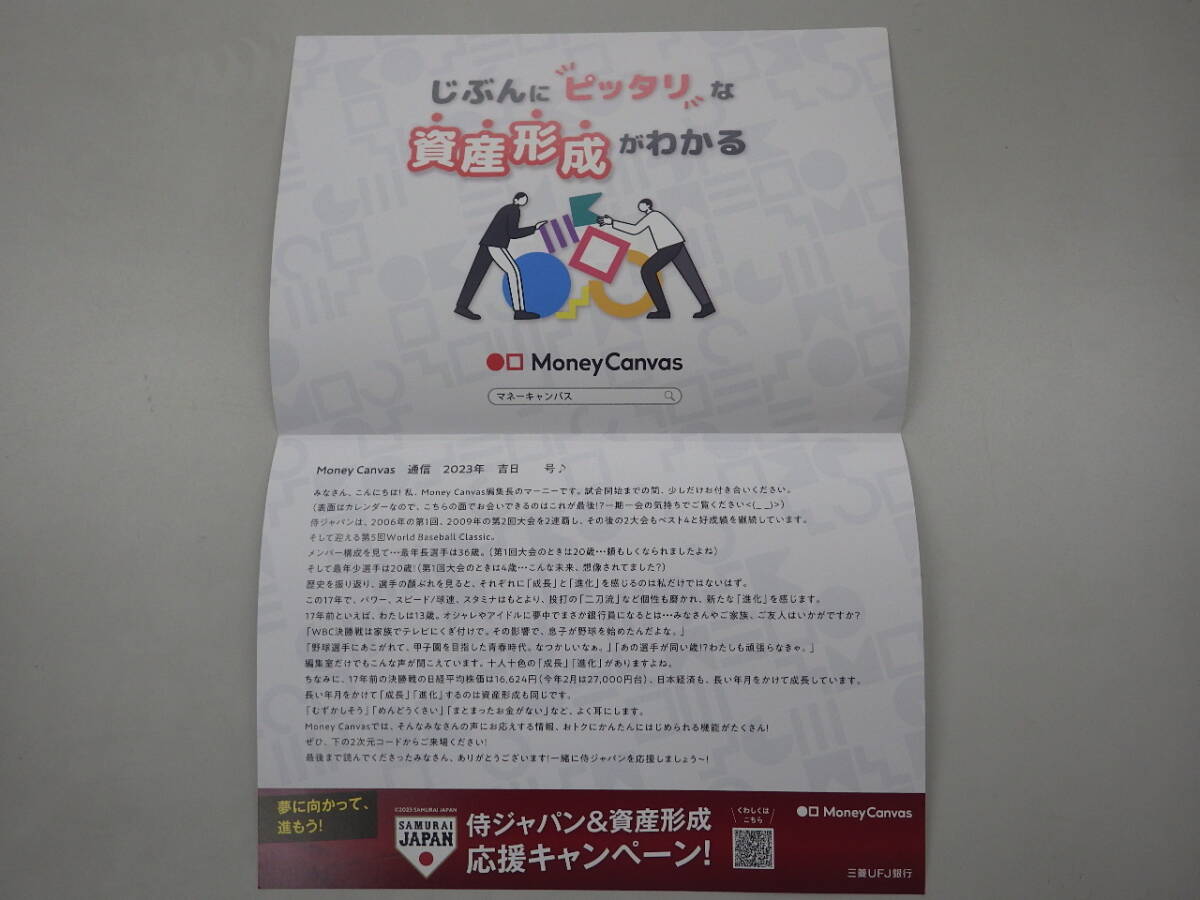 じぶんにピッタリな
資産形成がわかる
Money Canvas
マネーキャンバス
Money Canvas 通信 2023年 吉日 号♪
みなさん、こんにちは！私、Money Canvas編集長のマーニーです。試合開始までの間、少しだけお付き合いください。
（表面はカレンダーなので、こちらの面でお会いできるのはこれが最後！？一期一会の気持ちでご覧ください<(_ _)>）
侍ジャパンは、2006年の第1回、2009年の第2回大会を2連覇し、その後の2大会もベスト4と好成績を継続しています。
そして迎える第5回World Baseball Classic。
メンバー構成を見て・・・最年長選手は36歳。（第1回大会のときは20歳・・・頼もしくなられましたよね）
そして最年少選手は20歳！（第1回大会のときは4歳・・・こんな未来、想像されてました？）
歴史を振り返り、選手の顔ぶれを見ると、それぞれに「成長」と「進化」を感じるのは私だけではないはず。
この17年で、パワー、スピード/球速、スタミナはもとより、投打の「二刀流」など個性も磨かれ、新たな「進化」を感じます。
17年前といえば、わたしは13歳。オシャレやアイドルに夢中でまさか銀行員になるとは・・・みなさんやご家族、ご友人はいかがですか？
「WBC決勝戦は家族でテレビにくぎ付けで。その影響で、息子が野球を始めたんだよな。」
「野球選手にあこがれて、甲子園を目指した青春時代。なつかしいなぁ。」「あの選手が同い歳！？わたしも頑張らなきゃ。」
編集室だけでもこんな声が聞こえています。十人十色の「成長」「進化」がありますよね。
ちなみに、17年前の決勝戦の日経平均株価は16,624円（今年2月は27,000円台）、日本経済も、長い年月をかけて成長しています。
長い年月をかけて「成長」「進化」するのは資産形成も同じです。
「むずかしそう」「めんどうくさい」「まとまったお金がない」など、よく耳にします。
Money Canvasでは、そんなみなさんの声にお応えする情報、おトクにかんたんにはじめられる機能がたくさん！
ぜひ、下の2次元コードからご来場ください！
最後まで読んでくださったみなさん、ありがとうございます！一緒に侍ジャパンを応援しましょう〜！
夢に向かって、
進もう！
©2023 SAMURAI JAPAN
SAMURAI
JAPAN
侍ジャパン＆資産形成
応援キャンペーン！
くわしくは
こちら
Money Canvas
三菱UFJ銀行